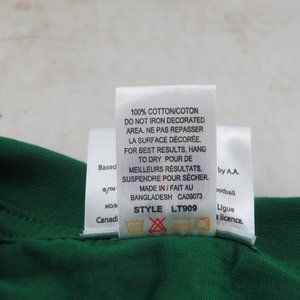 100% COTTON/COTON
DO NOT IRON DECORATED
AREA. NE PAS REPASSER
LA SURFACE DÉCORÉE.
FOR BEST RESULTS, HANG
TO DRY. POUR DE
MEILLEURS RÉSULTATS,
SUSPENDRE POUR SÉCHER.
MADE IN / FAIT AU
BANGLADESH CA09073
STYLE LT909
Based
by A.A.
ootball
Ligue
Canad
licence.